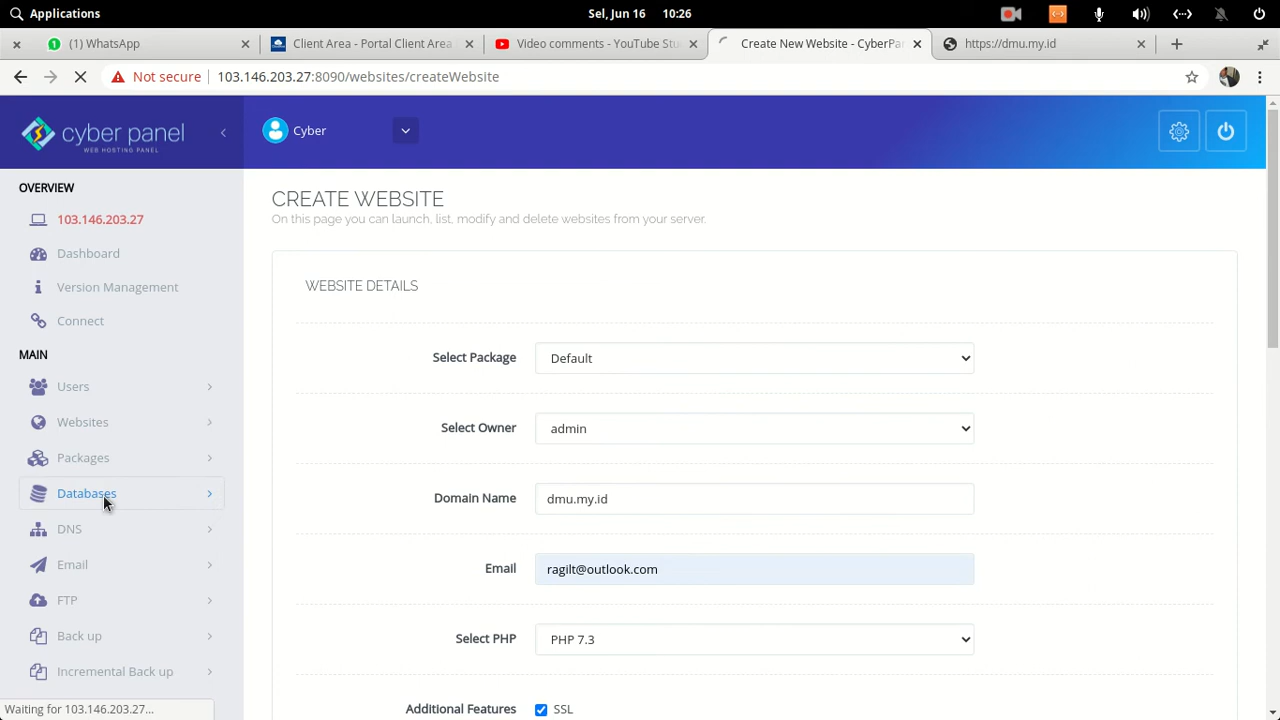 Applications
Sel, Jun 16 10:26
(1) WhatsApp
Client Area - Portal Client Area
Video comments - YouTube Stu
Create New Website - CyberPan
https://dmu.my.id
Not secure
103.146.203.27:8090/websites/createWebsite
cyber panel
WEB HOSTING PANEL
Cyber
OVERVIEW
103.146.203.27
Dashboard
Version Management
Connect
MAIN
Users
Websites
Packages
Databases
DNS
Email
FTP
Back up
Incremental Back up
Waiting for 103.146.203.27...
CREATE WEBSITE
On this page you can launch, list, modify and delete websites from your server.
WEBSITE DETAILS
Select Package Default
Select Owner admin
Domain Name dmu.my.id
Email ragilt@outlook.com
Select PHP PHP 7.3
Additional Features SSL